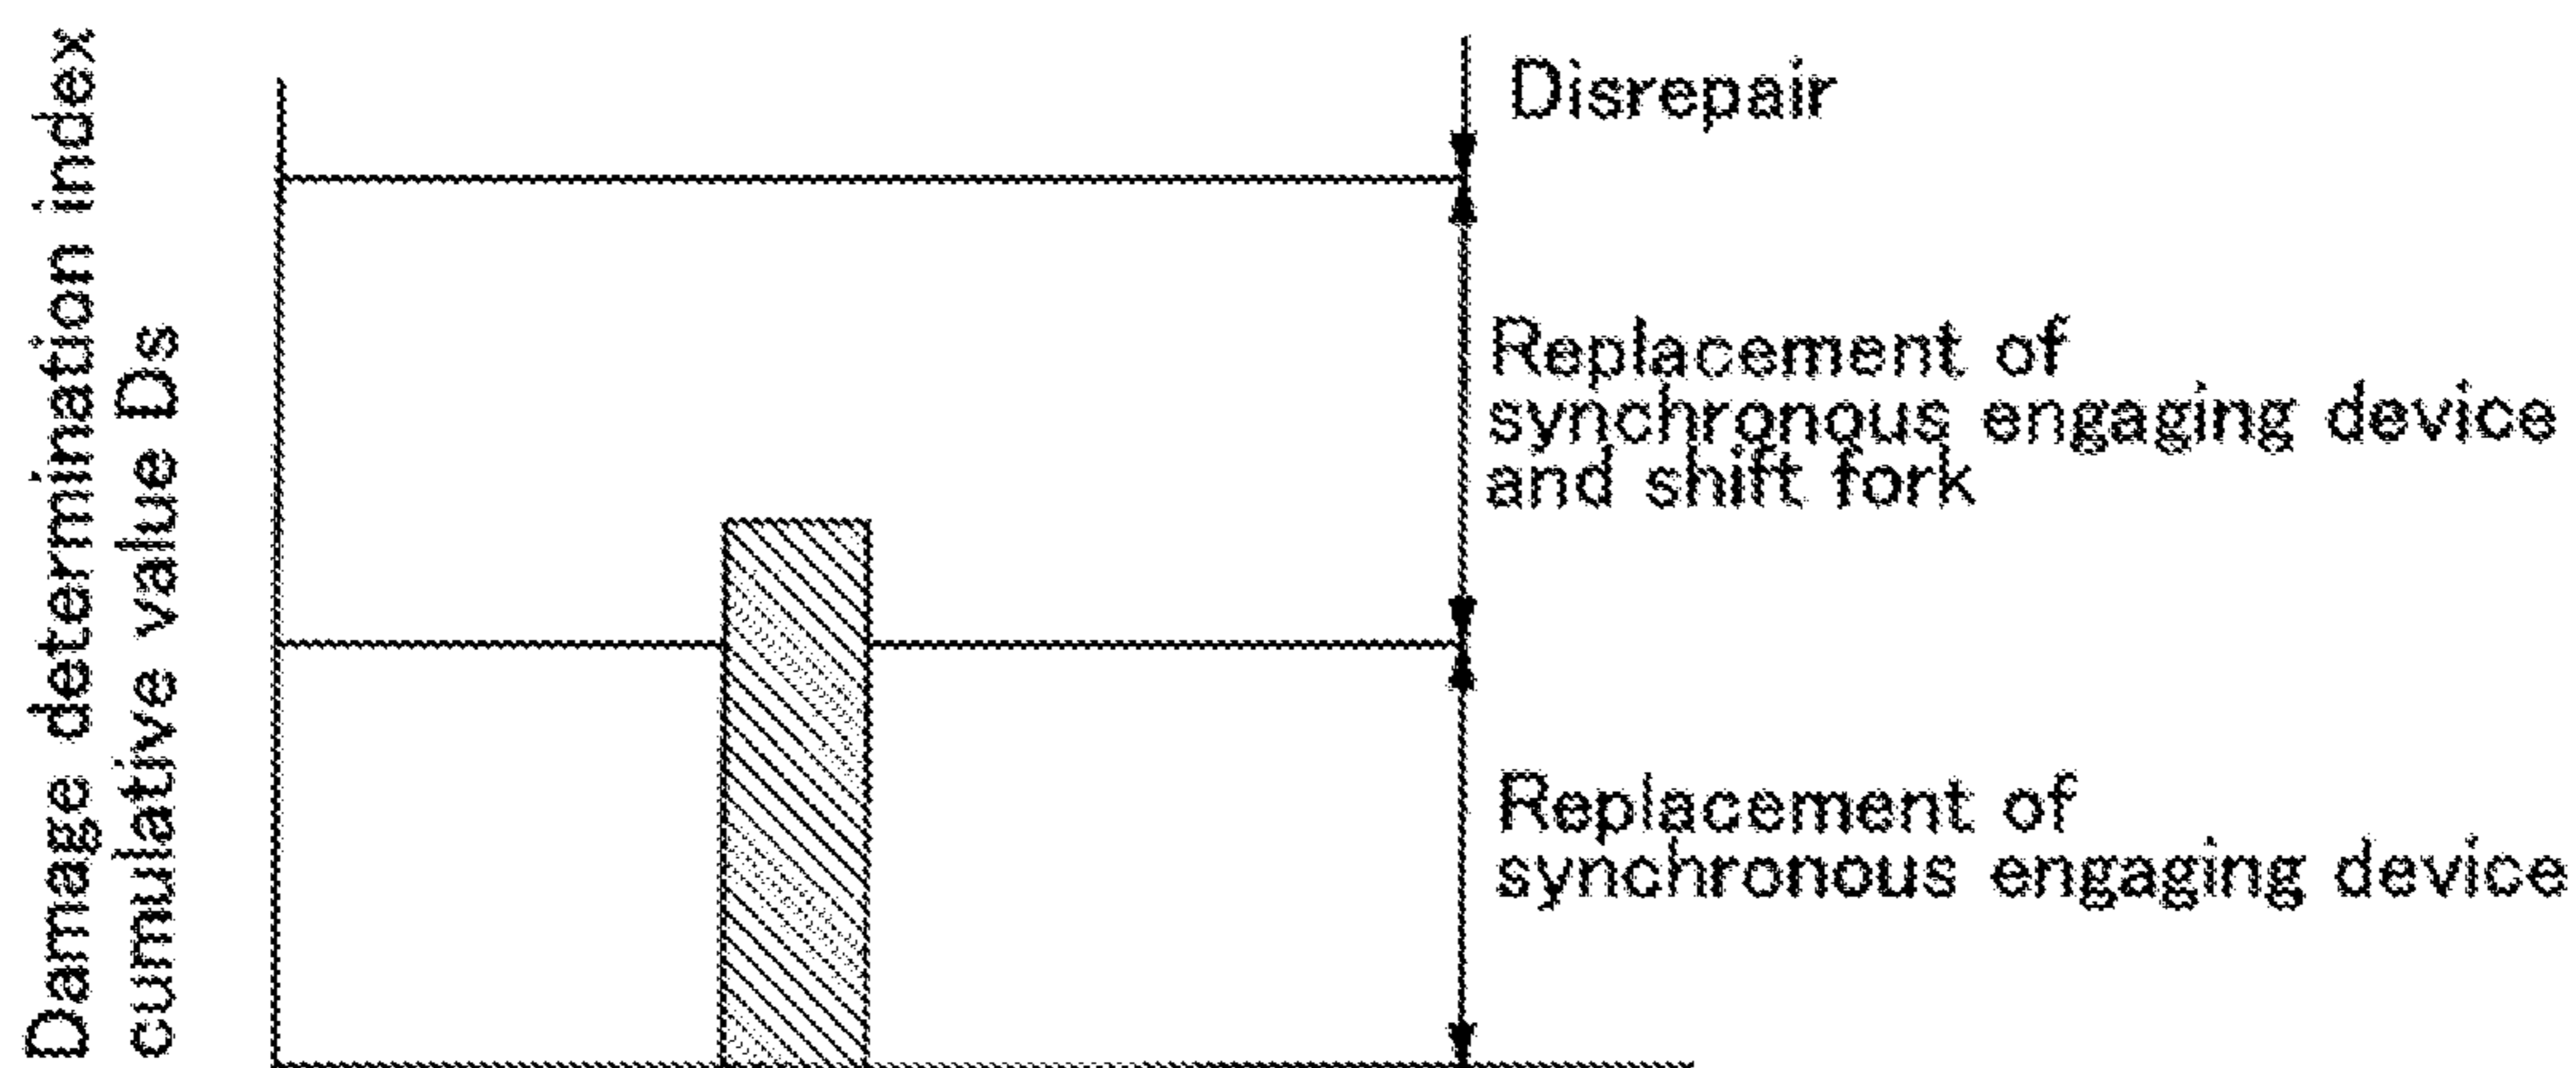 Damage determination index
cumulative value Ds
Disrepair
Replacement of
synchronous engaging device
and shift fork
Replacement of
synchronous engaging device